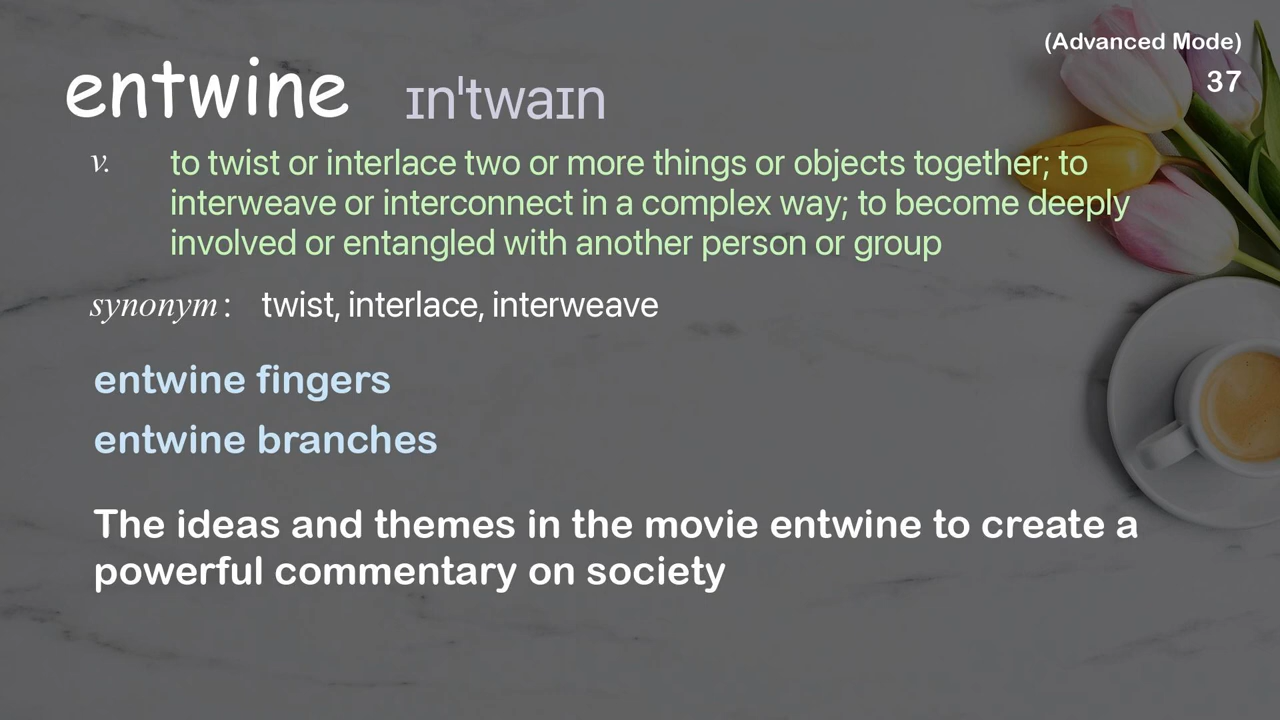 (Advanced Mode)
37
entwine ɪn'twaɪn
v. to twist or interlace two or more things or objects together; to
interweave or interconnect in a complex way; to become deeply
involved or entangled with another person or group
synonym : twist, interlace, interweave
entwine fingers
entwine branches
The ideas and themes in the movie entwine to create a
powerful commentary on society